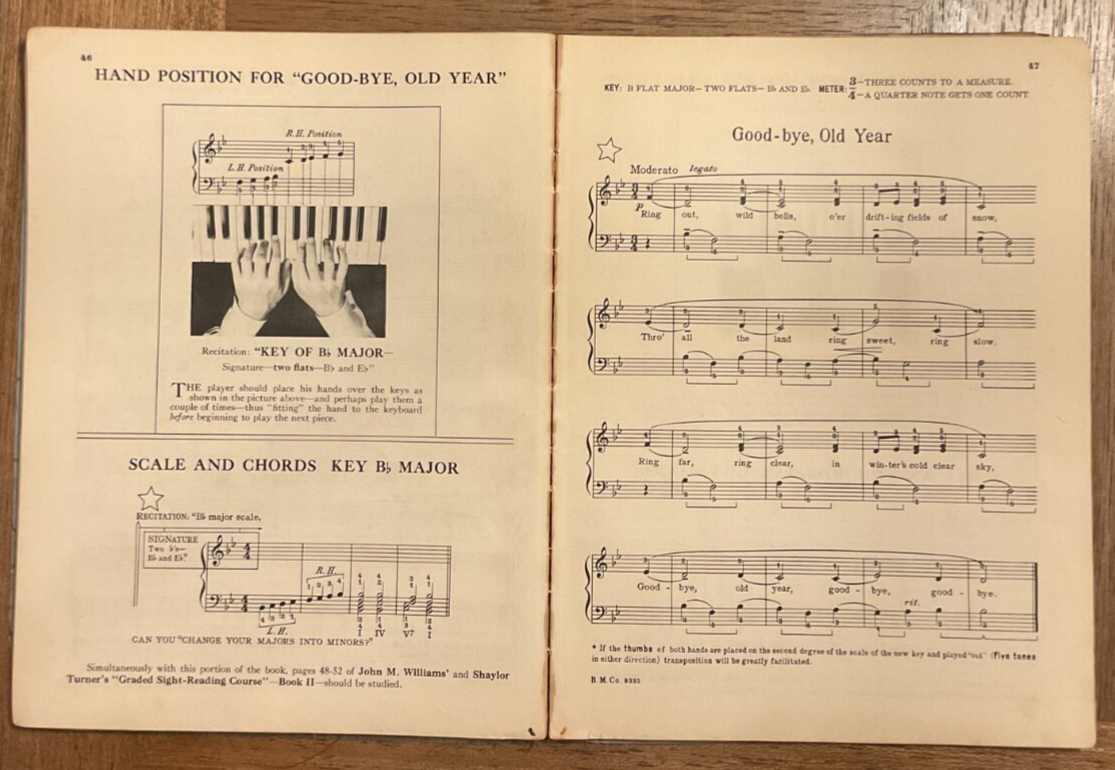 46
HAND POSITION FOR "GOOD-BYE, OLD YEAR"
R.H. Position
L.H. Position
Recitation: "KEY OF B♭ MAJOR—
Signature—two flats—B♭ and E♭"
THE player should place his hands over the keys as
shown in the picture above—and perhaps play them a
couple of times—thus "fitting" the hand to the keyboard
before beginning to play the next piece.
SCALE AND CHORDS KEY B♭ MAJOR
RECITATION: "B♭ major scale,
SIGNATURE
Two ♭'s—
B♭ and E♭."
4
4
R.H.
1 2 3 4
4 3 2 1
L.H.
I IV V7 I
CAN YOU "CHANGE YOUR MAJORS INTO MINORS?"
Simultaneously with this portion of the book, pages 48-52 of John M. Williams' and Shaylor
Turner's "Graded Sight-Reading Course"—Book II—should be studied.
47
KEY: B FLAT MAJOR— TWO FLATS— B♭ AND E♭. METER: 3—THREE COUNTS TO A MEASURE.
4—A QUARTER NOTE GETS ONE COUNT.
Good-bye, Old Year
Moderato legato
p
Ring out, wild bells, o'er drift-ing fields of snow,
Thro' all the land ring sweet, ring slow.
Ring far, ring clear, in win-ter's cold clear sky,
Good - bye, old year, good - bye, good - bye.
rit.
* If the thumbs of both hands are placed on the second degree of the scale of the new key and played "out" (five tones
in either direction) transposition will be greatly facilitated.
B. M. Co.